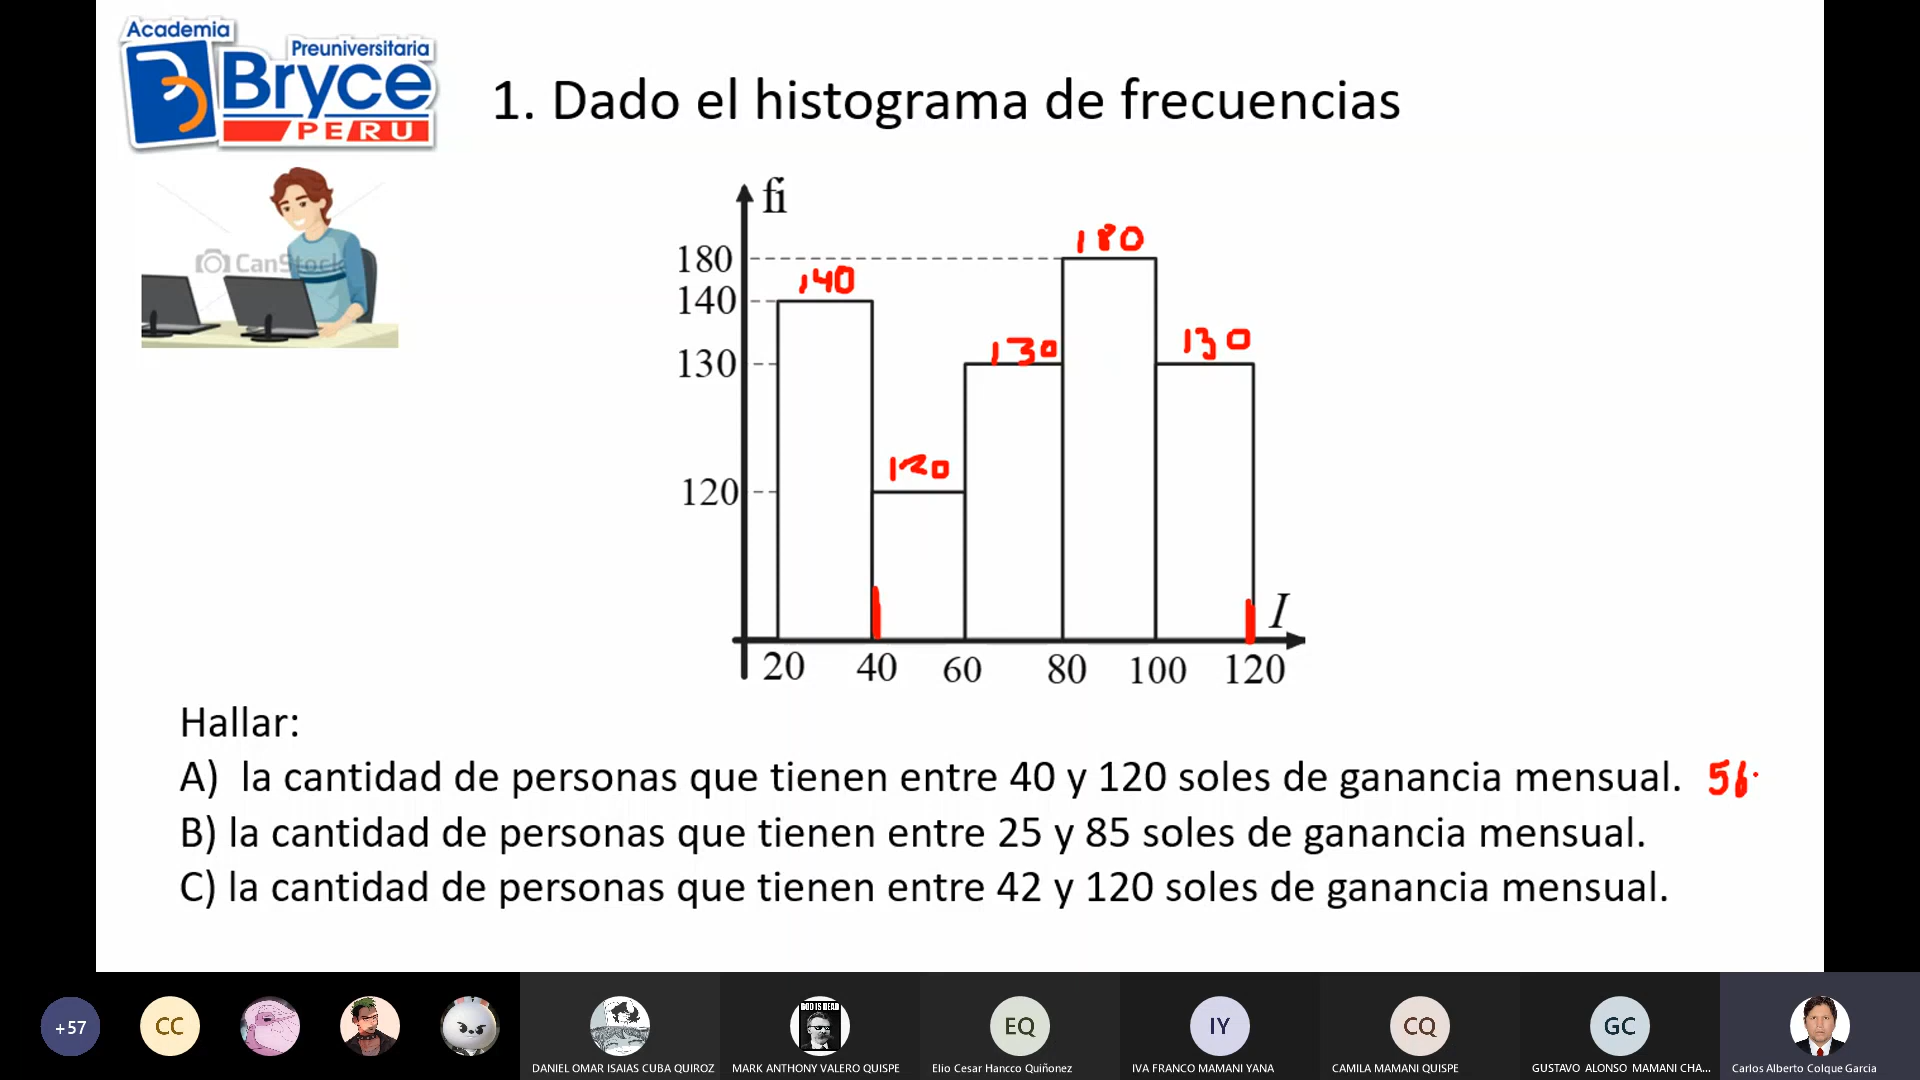 Academia
Preuniversitaria
Bryce
PERU
1. Dado el histograma de frecuencias
CanStock
fi
180
180
140
140
130
130
130
120
120
I
20 40 60 80 100 120
Hallar:
A) la cantidad de personas que tienen entre 40 y 120 soles de ganancia mensual. 56
B) la cantidad de personas que tienen entre 25 y 85 soles de ganancia mensual.
C) la cantidad de personas que tienen entre 42 y 120 soles de ganancia mensual.
+57 CC GOD IS DEAD EQ IY CQ GC
DANIEL OMAR ISAIAS CUBA QUIROZ MARK ANTHONY VALERO QUISPE Elio Cesar Hancco Quiñonez IVA FRANCO MAMANI YANA CAMILA MAMANI QUISPE GUSTAVO ALONSO MAMANI CHA... Carlos Alberto Colque Garcia